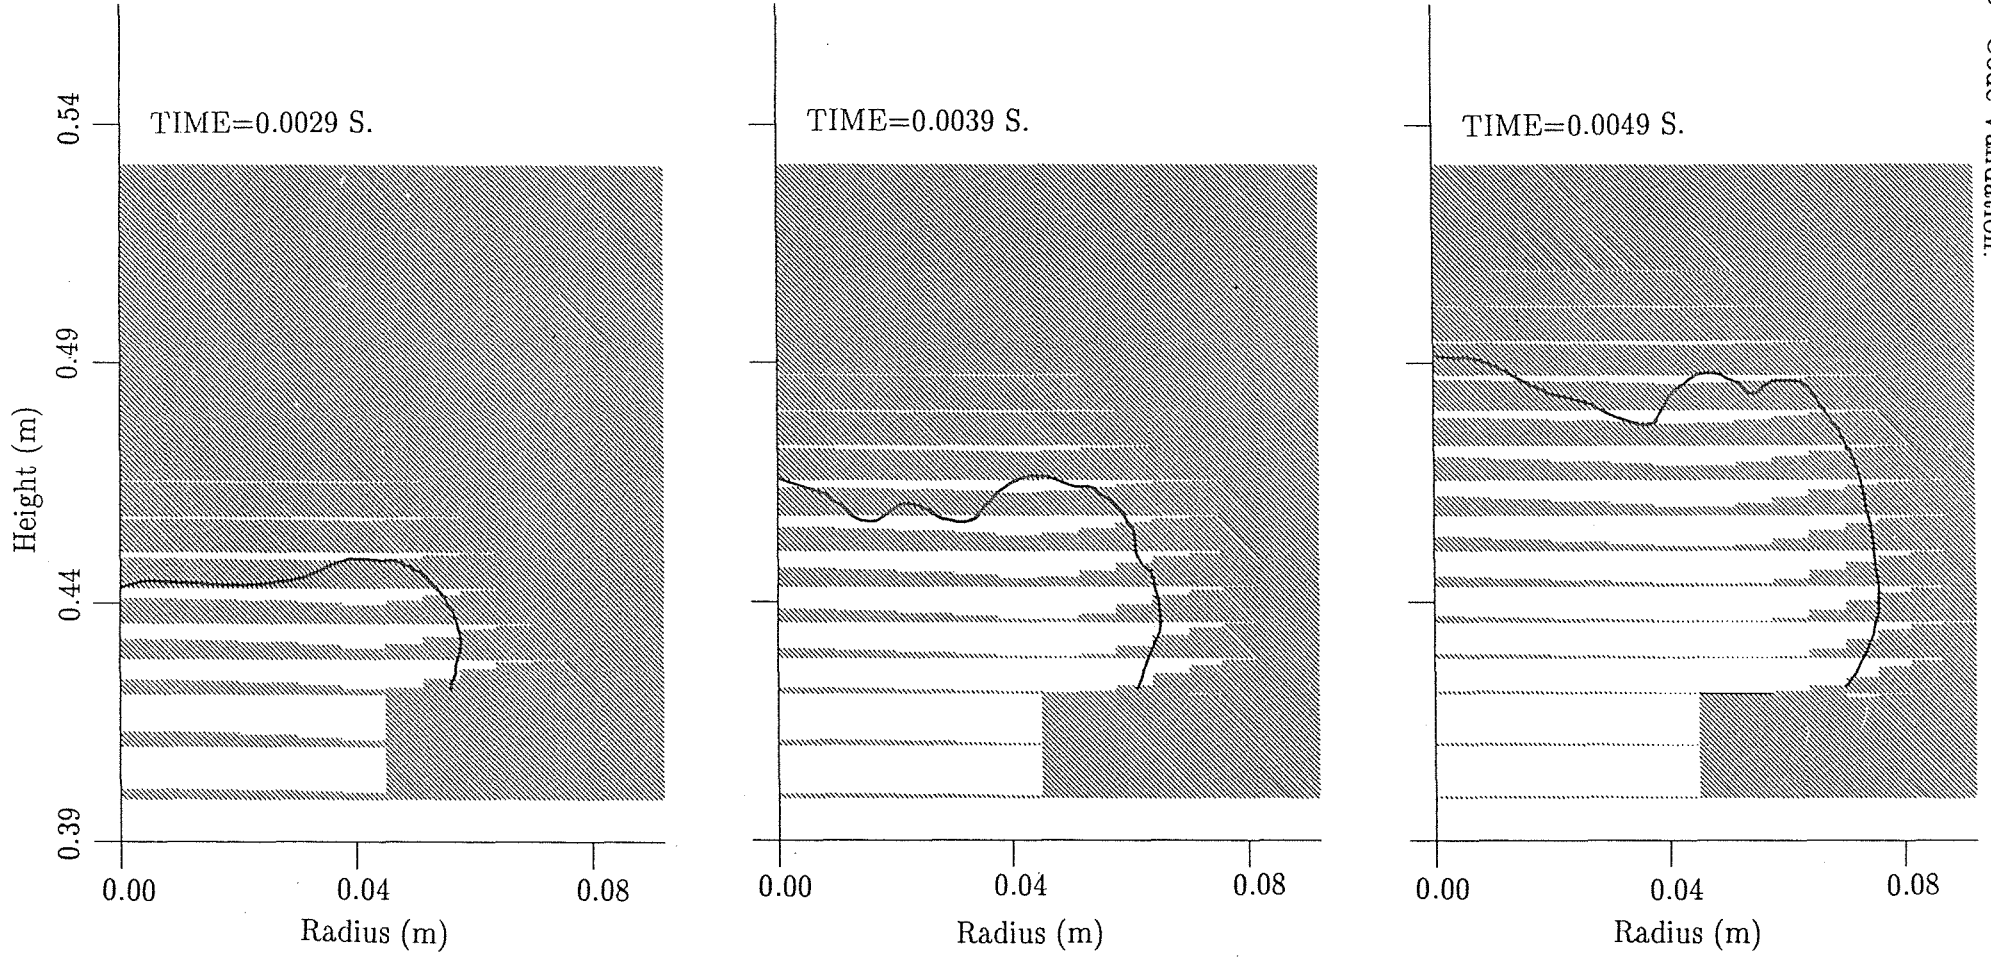 TIME=0.0029 S.
TIME=0.0039 S.
TIME=0.0049 S.
0.54
0.49
0.44
0.39
Height (m)
0.00 0.04 0.08
0.00 0.04 0.08
0.00 0.04 0.08
Radius (m)
Radius (m)
Radius (m)
Code Validation.